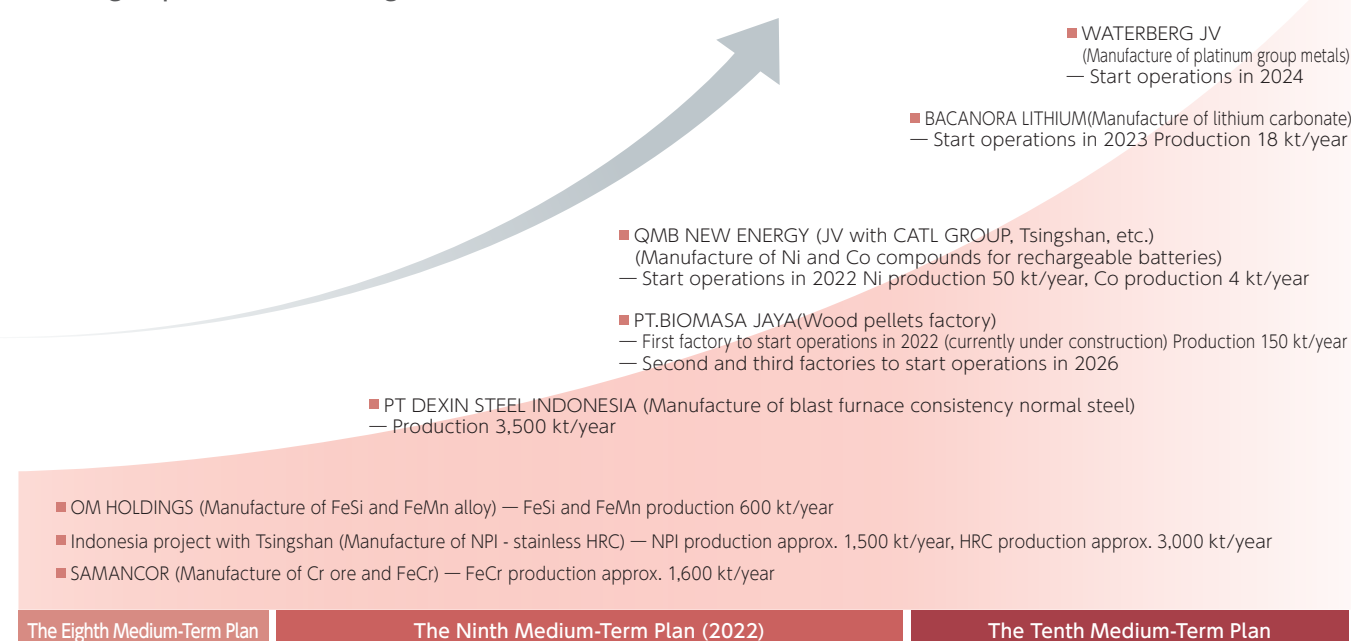 ■ WATERBERG JV
(Manufacture of platinum group metals)
— Start operations in 2024
■ BACANORA LITHIUM(Manufacture of lithium carbonate)
— Start operations in 2023 Production 18 kt/year
■ QMB NEW ENERGY (JV with CATL GROUP, Tsingshan, etc.)
(Manufacture of Ni and Co compounds for rechargeable batteries)
— Start operations in 2022 Ni production 50 kt/year, Co production 4 kt/year
■ PT.BIOMASA JAYA(Wood pellets factory)
— First factory to start operations in 2022 (currently under construction) Production 150 kt/year
— Second and third factories to start operations in 2026
■ PT DEXIN STEEL INDONESIA (Manufacture of blast furnace consistency normal steel)
— Production 3,500 kt/year
■ OM HOLDINGS (Manufacture of FeSi and FeMn alloy) — FeSi and FeMn production 600 kt/year
■ Indonesia project with Tsingshan (Manufacture of NPI - stainless HRC) — NPI production approx. 1,500 kt/year, HRC production approx. 3,000 kt/year
■ SAMANCOR (Manufacture of Cr ore and FeCr) — FeCr production approx. 1,600 kt/year
The Eighth Medium-Term Plan
The Ninth Medium-Term Plan (2022)
The Tenth Medium-Term Plan